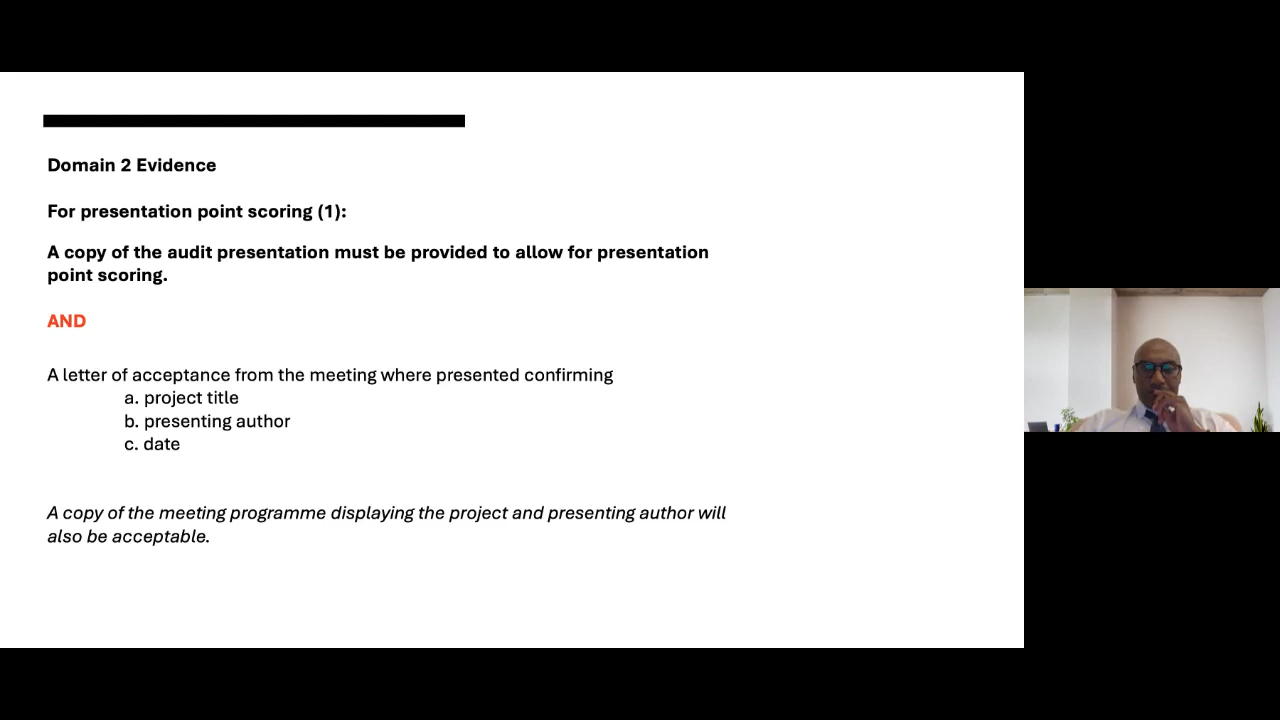 Domain 2 Evidence
For presentation point scoring (1):
A copy of the audit presentation must be provided to allow for presentation
point scoring.
AND
A letter of acceptance from the meeting where presented confirming
a. project title
b. presenting author
c. date
A copy of the meeting programme displaying the project and presenting author will
also be acceptable.